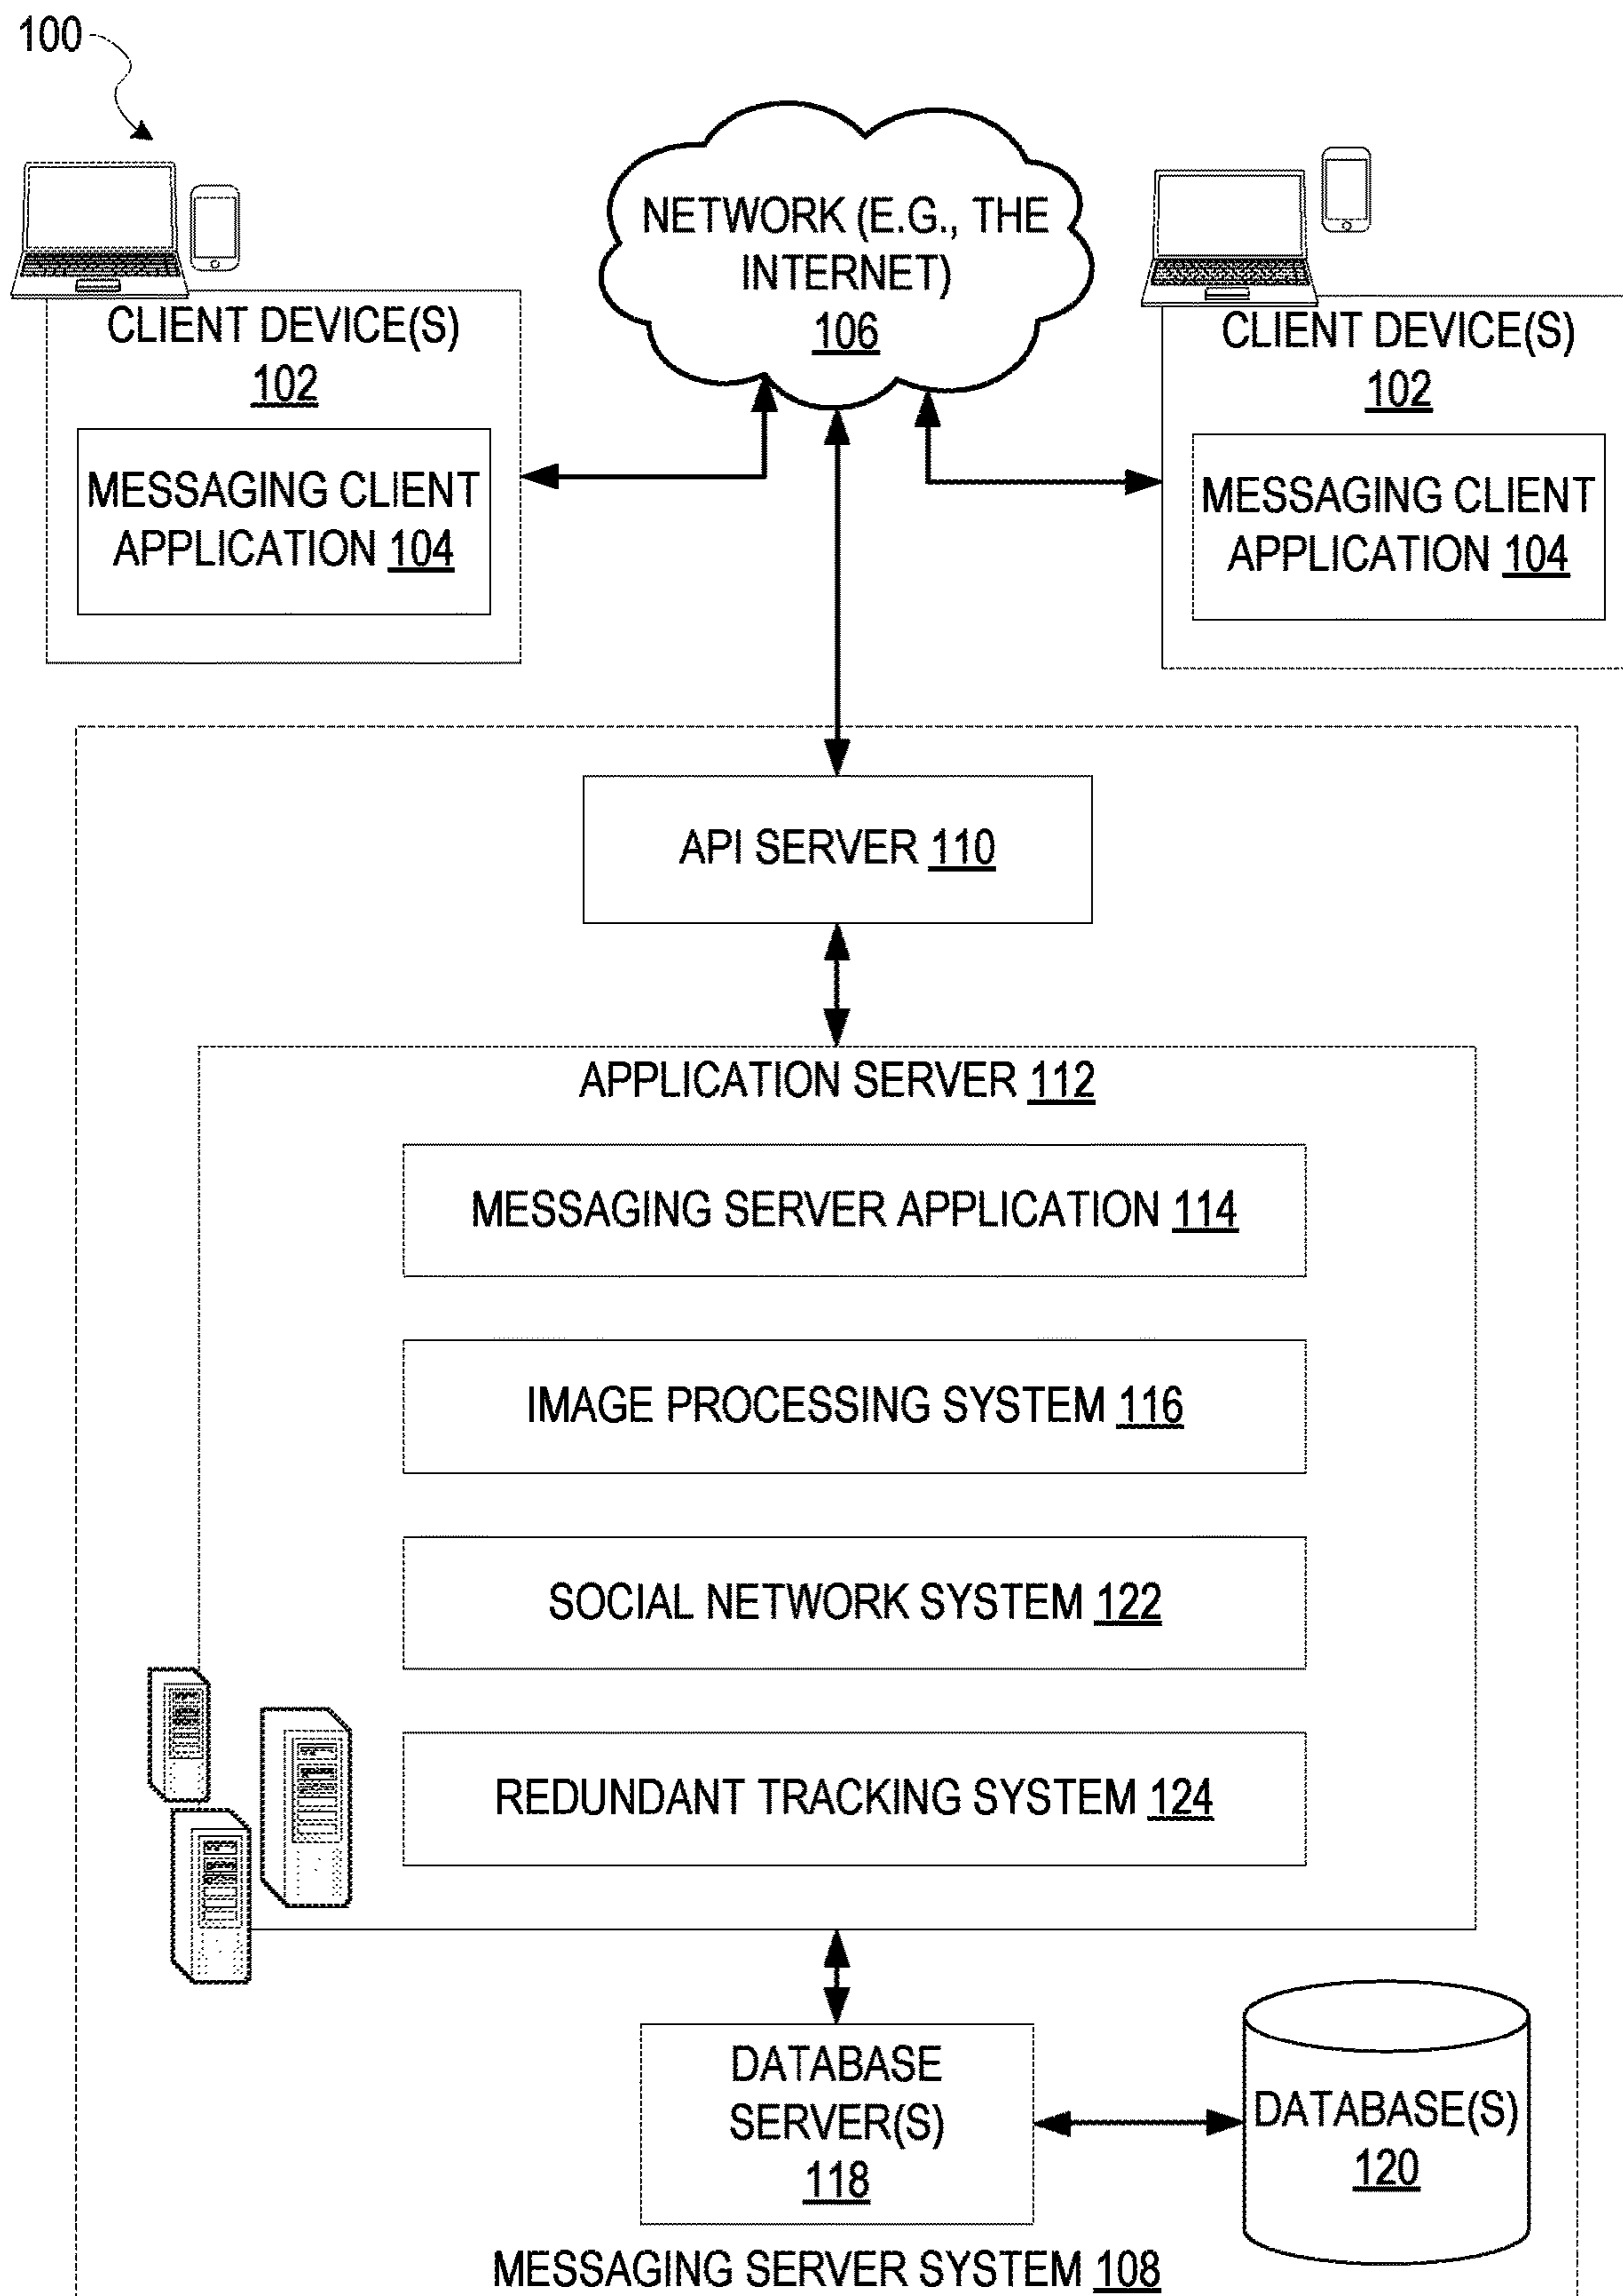 100
NETWORK (E.G., THE
INTERNET)
106
CLIENT DEVICE(S)
102
MESSAGING CLIENT
APPLICATION 104
CLIENT DEVICE(S)
102
MESSAGING CLIENT
APPLICATION 104
API SERVER 110
APPLICATION SERVER 112
MESSAGING SERVER APPLICATION 114
IMAGE PROCESSING SYSTEM 116
SOCIAL NETWORK SYSTEM 122
REDUNDANT TRACKING SYSTEM 124
DATABASE
SERVER(S)
118
DATABASE(S)
120
MESSAGING SERVER SYSTEM 108